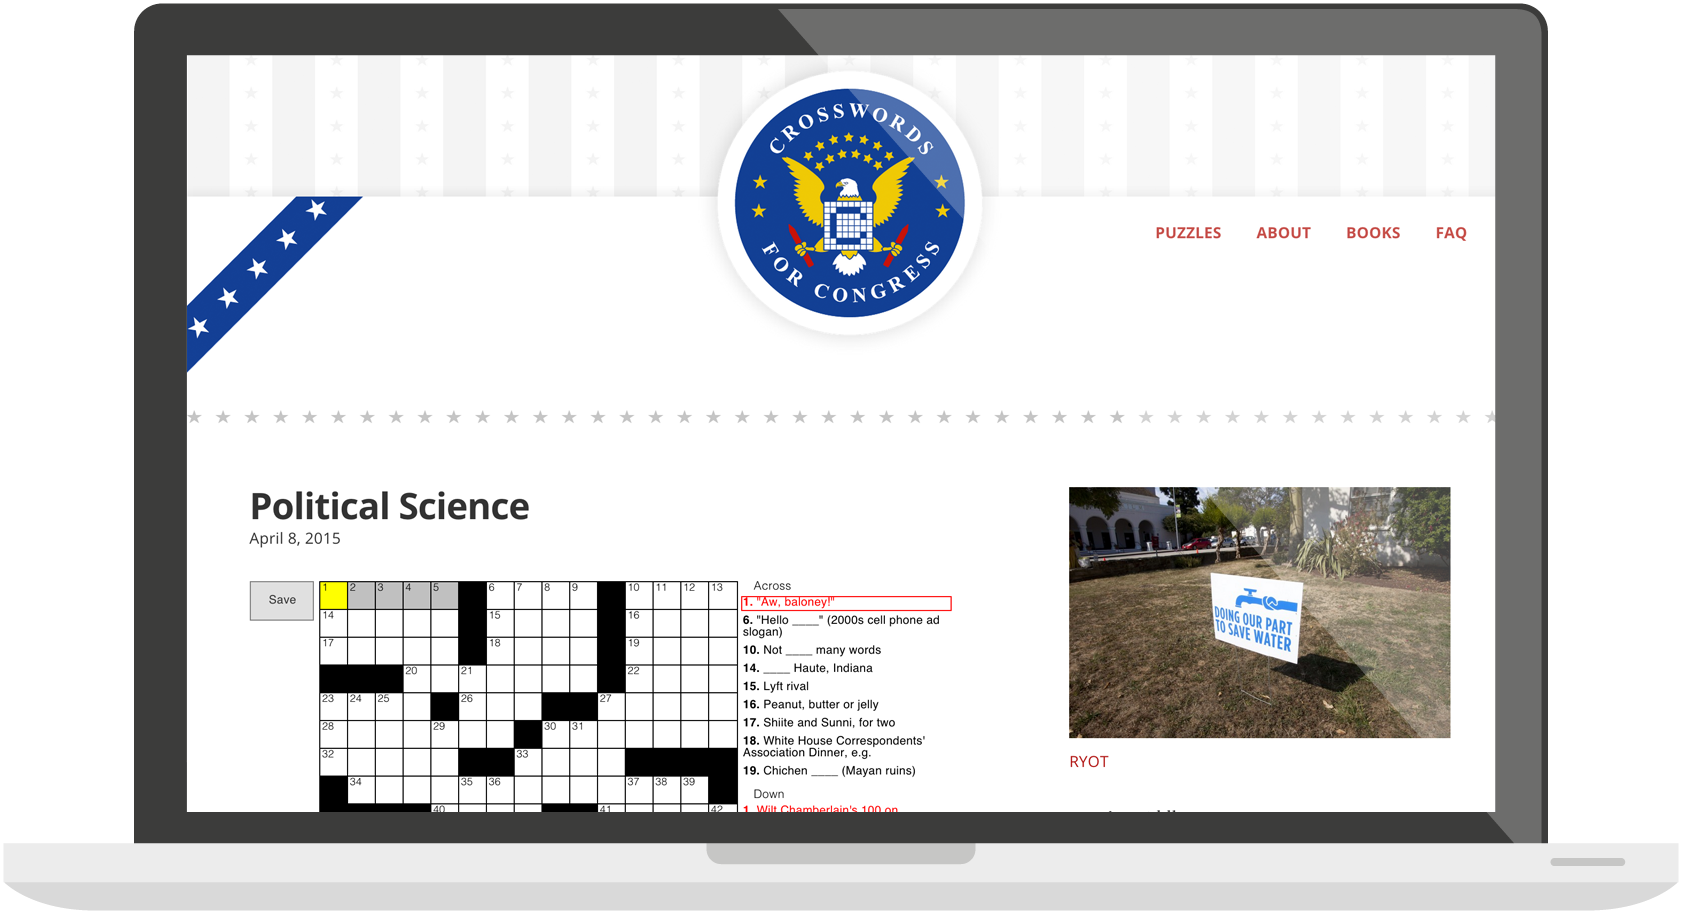 CROSSWORDS
FOR CONGRESS
PUZZLES ABOUT BOOKS FAQ
Political Science
April 8, 2015
Save
1 2 3 4 5 6 7 8 9 10 11 12 13
14 15 16
17 18 19
20 21 22
23 24 25 26 27
28 29 30 31
32 33
34 35 36 37 38 39
40 41 42
Across
1. "Aw, baloney!"
6. "Hello ____" (2000s cell phone ad
slogan)
10. Not ____ many words
14. ____ Haute, Indiana
15. Lyft rival
16. Peanut, butter or jelly
17. Shiite and Sunni, for two
18. White House Correspondents'
Association Dinner, e.g.
19. Chichen ____ (Mayan ruins)
Down
1. Wilt Chamberlain's 100 on
DOING OUR PART
TO SAVE WATER
RYOT